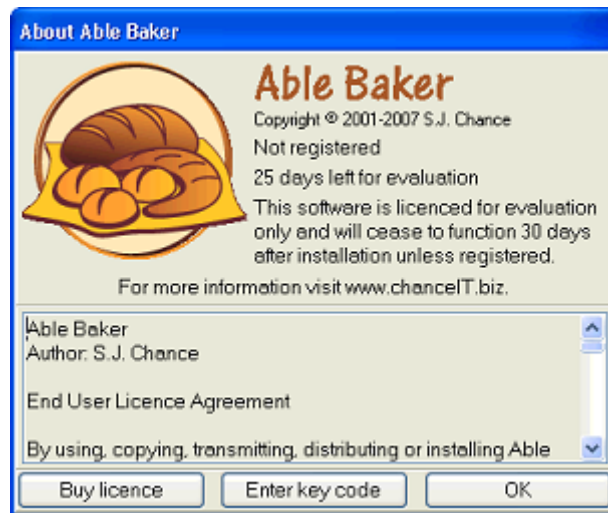 About Able Baker
Able Baker
Copyright © 2001-2007 S.J. Chance
Not registered
25 days left for evaluation
This software is licenced for evaluation
only and will cease to function 30 days
after installation unless registered.
For more information visit www.chanceIT.biz.
Able Baker
Author: S.J. Chance
End User Licence Agreement
By using, copying, transmitting, distributing or installing Able
Buy licence
Enter key code
OK